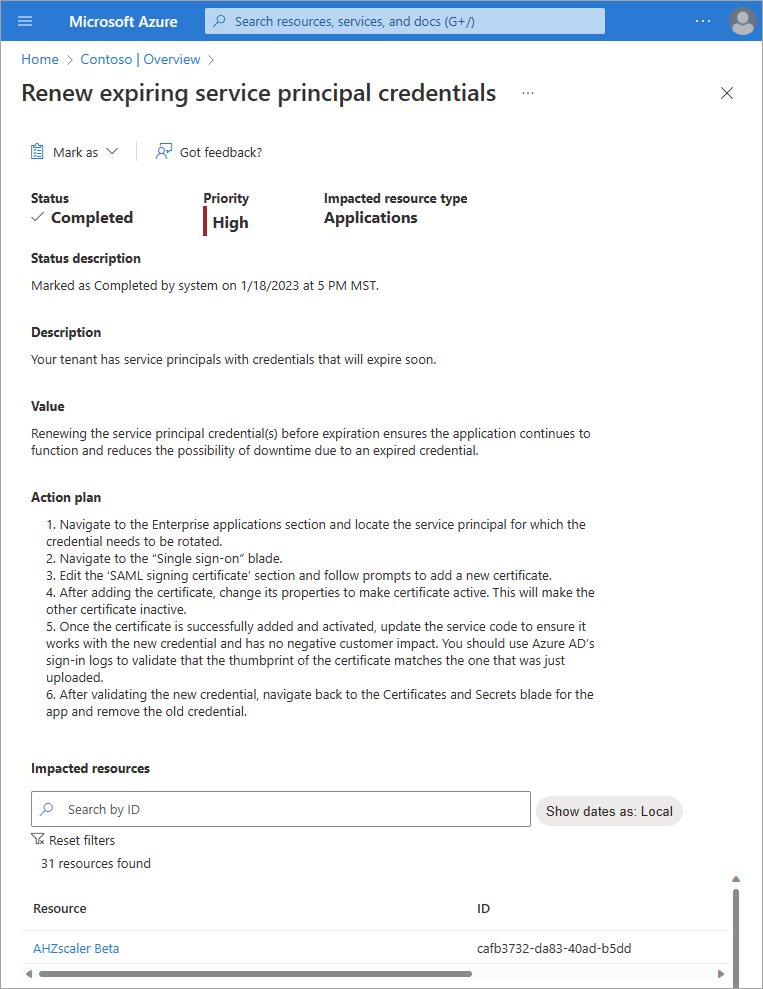 Microsoft Azure
Search resources, services, and docs (G+/)
...
Home > Contoso | Overview >
Renew expiring service principal credentials ...
Mark as
Got feedback?
Status Priority Impacted resource type
Completed High Applications
Status description
Marked as Completed by system on 1/18/2023 at 5 PM MST.
Description
Your tenant has service principals with credentials that will expire soon.
Value
Renewing the service principal credential(s) before expiration ensures the application continues to
function and reduces the possibility of downtime due to an expired credential.
Action plan
1. Navigate to the Enterprise applications section and locate the service principal for which the
credential needs to be rotated.
2. Navigate to the “Single sign-on” blade.
3. Edit the ‘SAML signing certificate’ section and follow prompts to add a new certificate.
4. After adding the certificate, change its properties to make certificate active. This will make the
other certificate inactive.
5. Once the certificate is successfully added and activated, update the service code to ensure it
works with the new credential and has no negative customer impact. You should use Azure AD’s
sign-in logs to validate that the thumbprint of the certificate matches the one that was just
uploaded.
6. After validating the new credential, navigate back to the Certificates and Secrets blade for the
app and remove the old credential.
Impacted resources
Search by ID
Show dates as: Local
Reset filters
31 resources found
Resource ID
AHZscaler Beta cafb3732-da83-40ad-b5dd